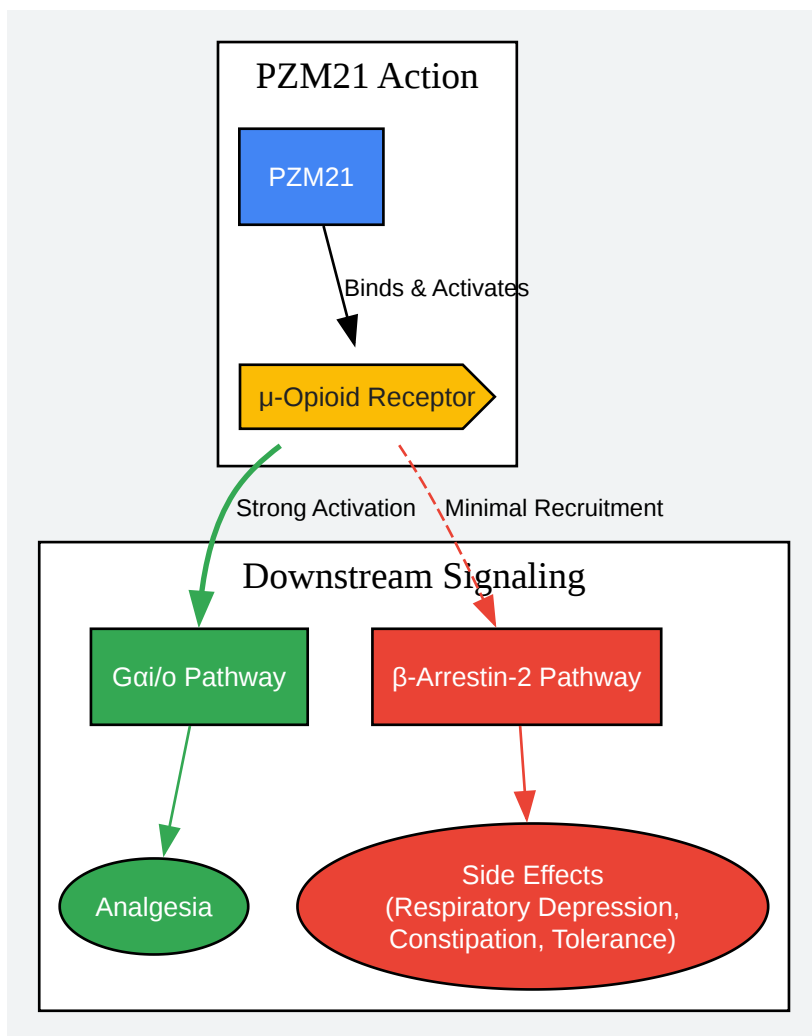 PZM21 Action
PZM21
Binds & Activates
μ-Opioid Receptor
Strong Activation
Minimal Recruitment
Downstream Signaling
Gαi/o Pathway
β-Arrestin-2 Pathway
Analgesia
Side Effects
(Respiratory Depression,
Constipation, Tolerance)